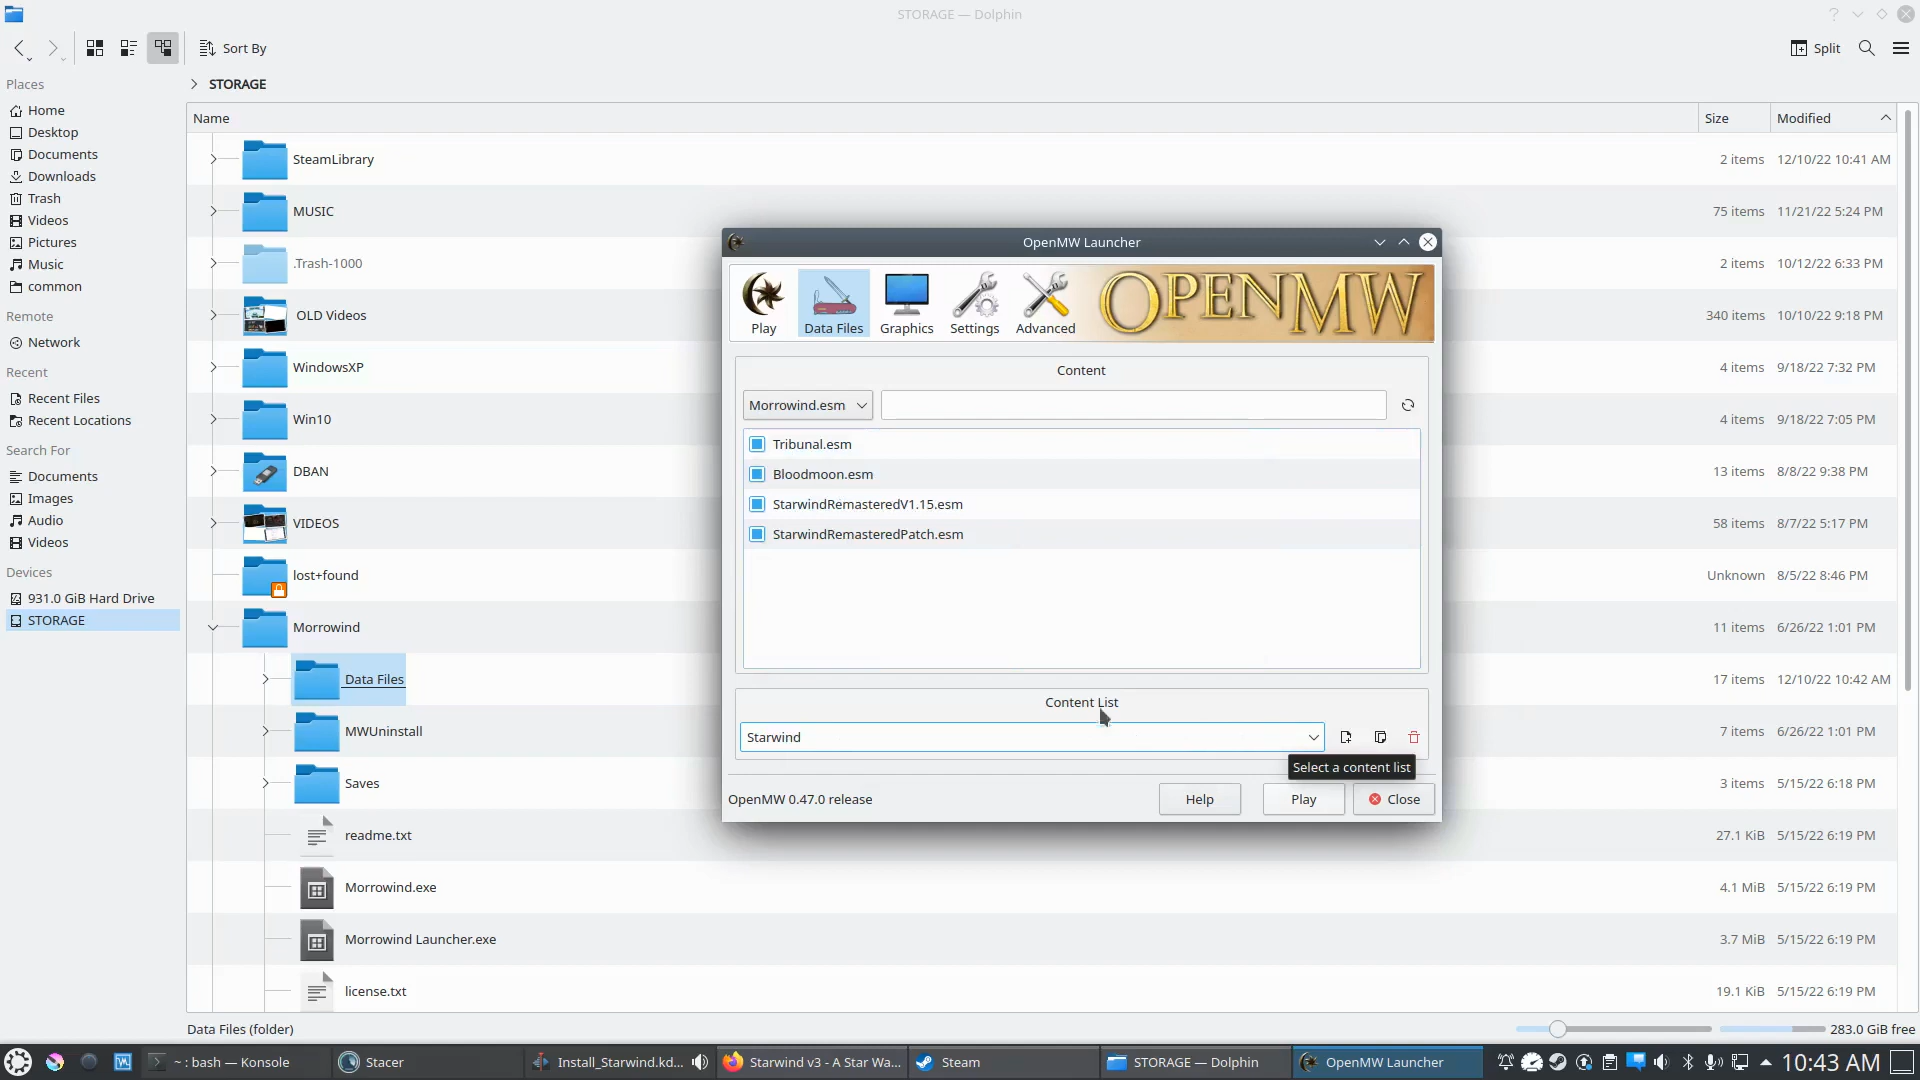 STORAGE — Dolphin
Sort By
Split
Places
STORAGE
Home
Desktop
Documents
Downloads
Trash
Videos
Pictures
Music
common
Remote
Network
Recent
Recent Files
Recent Locations
Search For
Documents
Images
Audio
Videos
Devices
931.0 GiB Hard Drive
STORAGE
Name Size Modified
SteamLibrary 2 items 12/10/22 10:41 AM
MUSIC 75 items 11/21/22 5:24 PM
.Trash-1000 2 items 10/12/22 6:33 PM
OLD Videos 340 items 10/10/22 9:18 PM
WindowsXP 4 items 9/18/22 7:32 PM
Win10 4 items 9/18/22 7:05 PM
DBAN 13 items 8/8/22 9:38 PM
VIDEOS 58 items 8/7/22 5:17 PM
lost+found Unknown 8/5/22 8:46 PM
Morrowind 11 items 6/26/22 1:01 PM
Data Files 17 items 12/10/22 10:42 AM
MWUninstall 7 items 6/26/22 1:01 PM
Saves 3 items 5/15/22 6:18 PM
readme.txt 27.1 KiB 5/15/22 6:19 PM
Morrowind.exe 4.1 MiB 5/15/22 6:19 PM
Morrowind Launcher.exe 3.7 MiB 5/15/22 6:19 PM
license.txt 19.1 KiB 5/15/22 6:19 PM
Data Files (folder)
283.0 GiB free
OpenMW Launcher
Play
Data Files
Graphics
Settings
Advanced
OPENMW
Content
Morrowind.esm
Tribunal.esm
Bloodmoon.esm
StarwindRemasteredV1.15.esm
StarwindRemasteredPatch.esm
Content List
Starwind
Select a content list
OpenMW 0.47.0 release
Help
Play
Close
~ : bash — Konsole
Stacer
Install_Starwind.kd...
Starwind v3 - A Star Wa...
Steam
STORAGE — Dolphin
OpenMW Launcher
10:43 AM